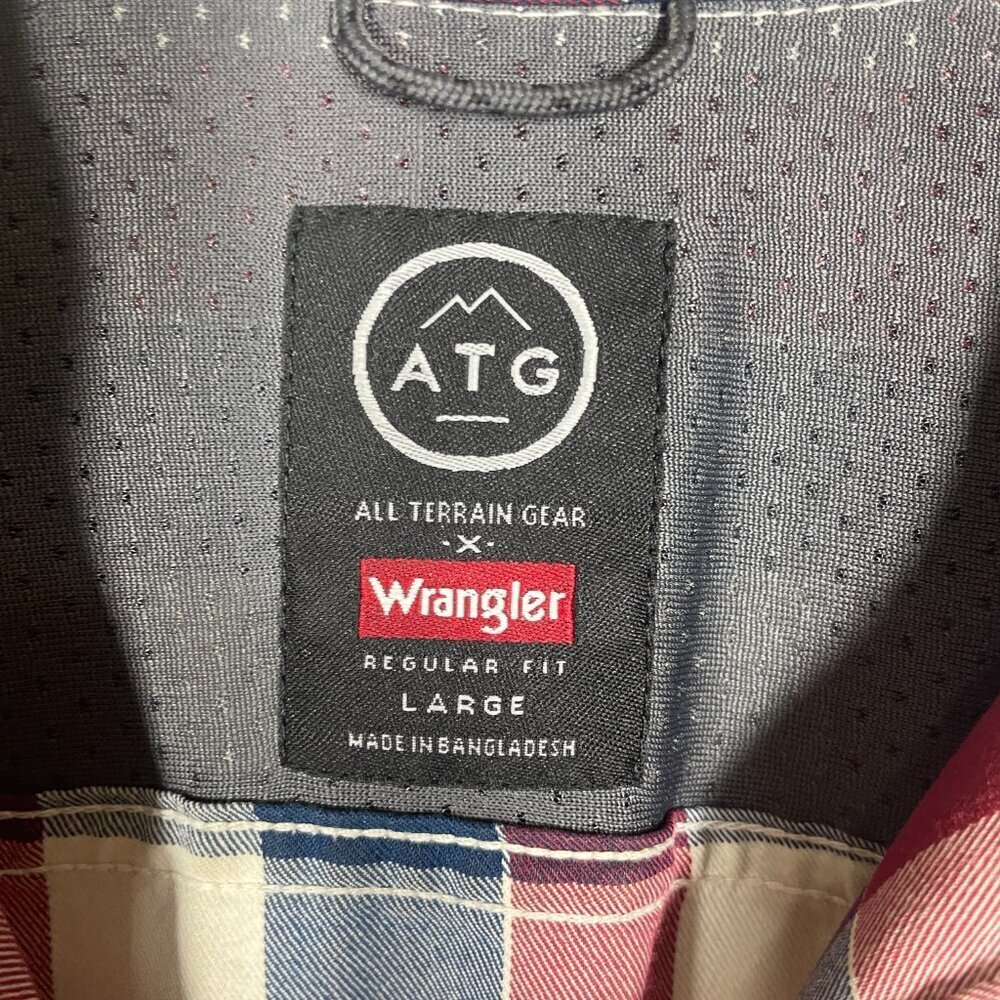 ATG
ALL TERRAIN GEAR
-X-
Wrangler
REGULAR FIT
LARGE
MADE IN BANGLADESH